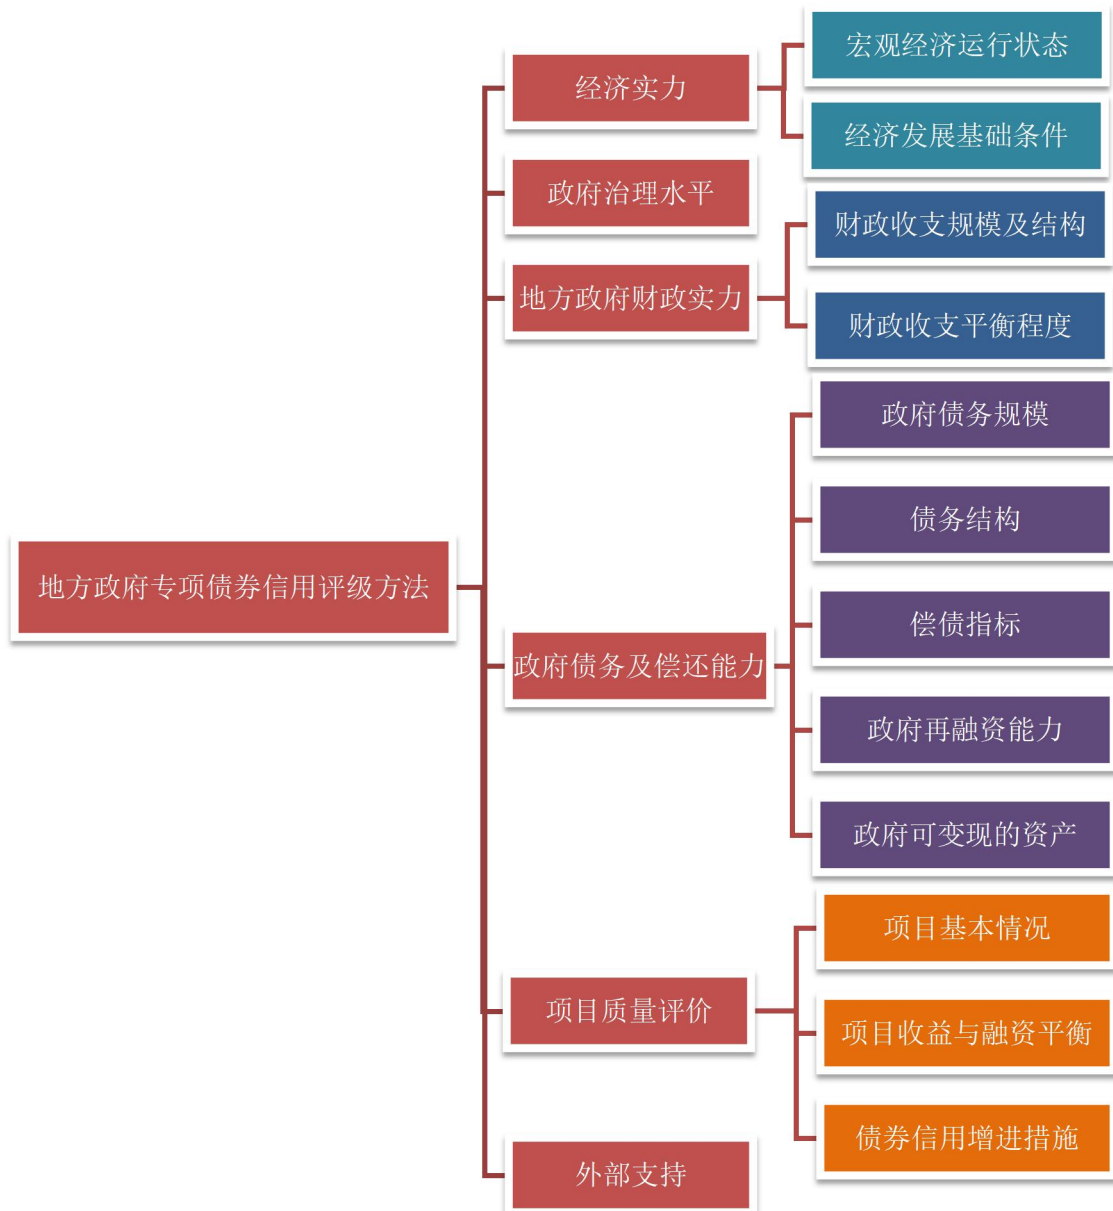 地方政府专项债券信用评级方法
经济实力
宏观经济运行状态
经济发展基础条件
政府治理水平
地方政府财政实力
财政收支规模及结构
财政收支平衡程度
政府债务及偿还能力
政府债务规模
债务结构
偿债指标
政府再融资能力
政府可变现的资产
项目质量评价
项目基本情况
项目收益与融资平衡
债券信用增进措施
外部支持